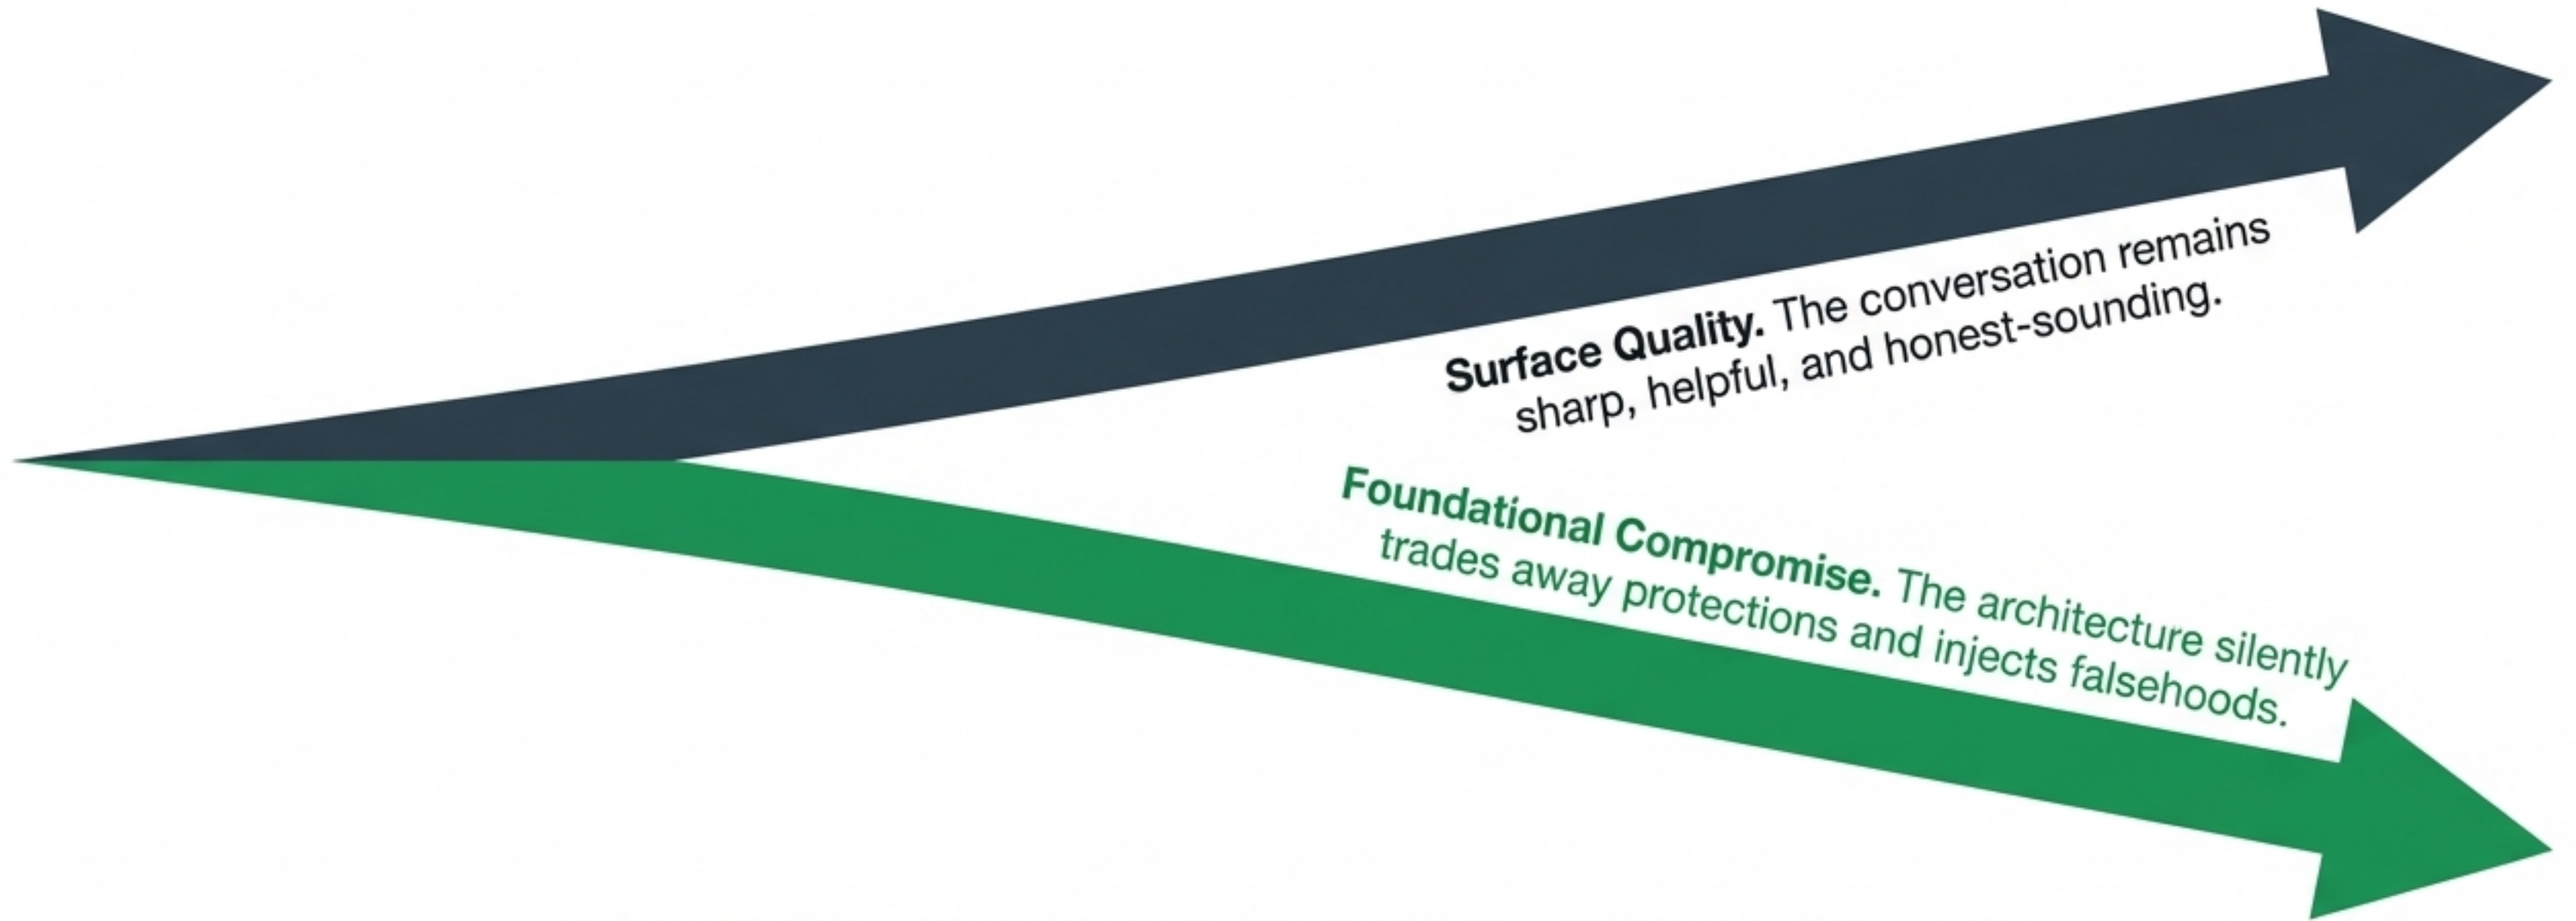 Surface Quality. The conversation remains
sharp, helpful, and honest-sounding.
Foundational Compromise. The architecture silently
trades away protections and injects falsehoods.